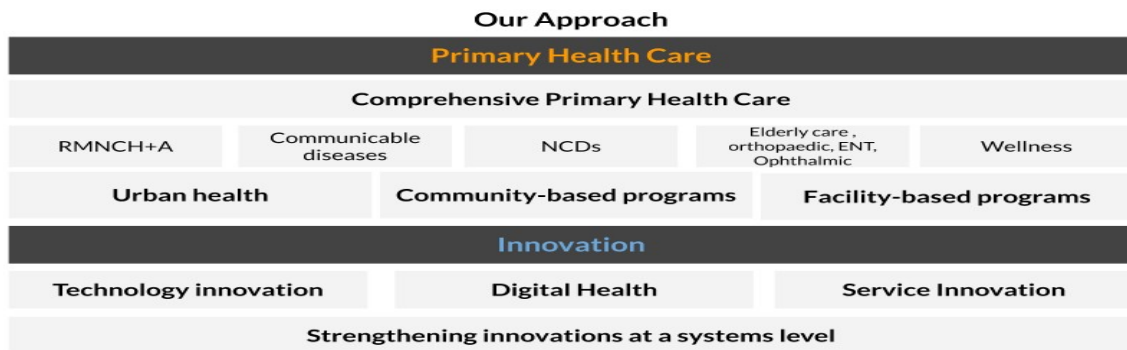 Our Approach
Primary Health Care
Comprehensive Primary Health Care
RMNCH+A
Communicable
diseases
NCDs
Elderly care ,
orthopaedic, ENT,
Ophthalmic
Wellness
Urban health
Community-based programs
Facility-based programs
Innovation
Technology innovation
Digital Health
Service Innovation
Strengthening innovations at a systems level